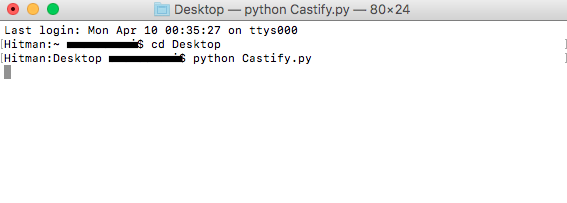 Desktop — python Castify.py — 80×24
Last login: Mon Apr 10 00:35:27 on ttys000
[Hitman:~ $ cd Desktop ]
[Hitman:Desktop $ python Castify.py ]